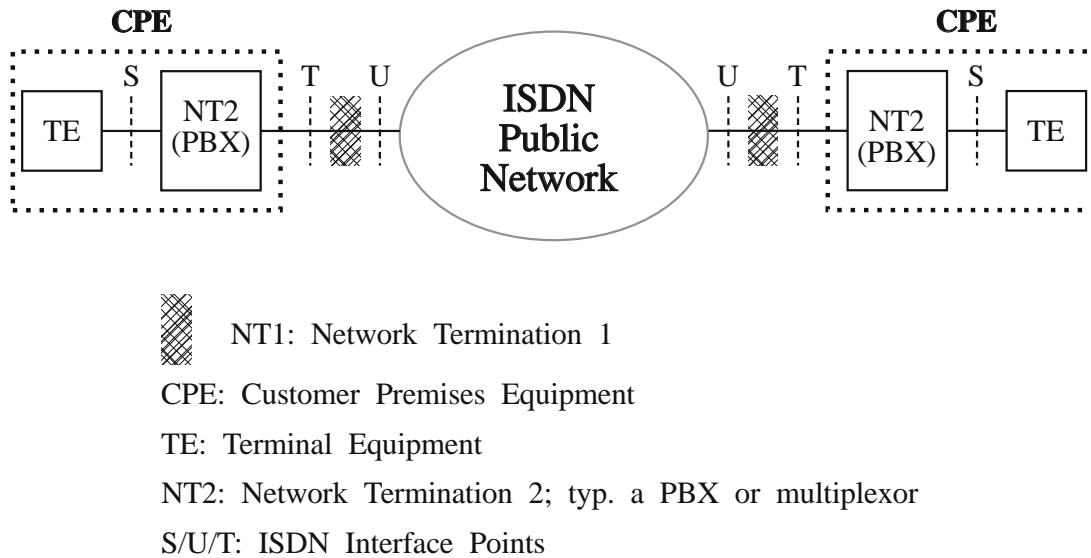 CPE
CPE
S
T
U
U
T
S
TE
NT2
(PBX)
ISDN
Public
Network
NT2
(PBX)
TE
NT1: Network Termination 1
CPE: Customer Premises Equipment
TE: Terminal Equipment
NT2: Network Termination 2; typ. a PBX or multiplexor
S/U/T: ISDN Interface Points